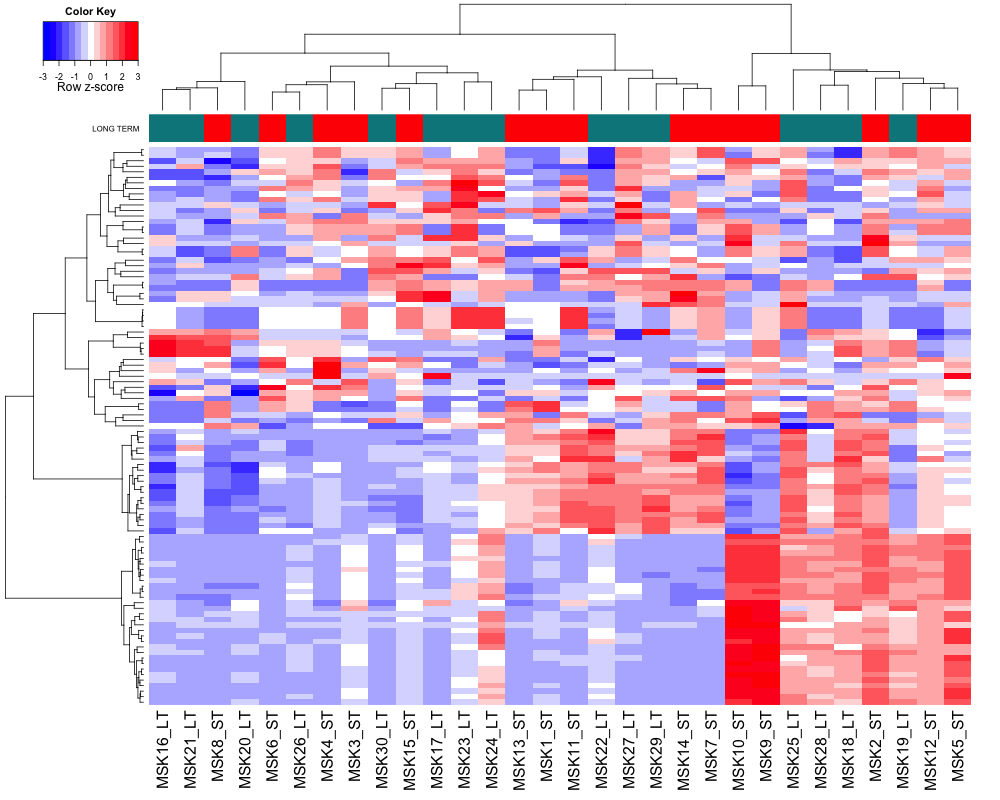 Color Key
-3 -2 -1 0 1 2 3
Row z-score
LONG TERM
MSK16_LT
MSK21_LT
MSK8_ST
MSK20_LT
MSK6_ST
MSK26_LT
MSK4_ST
MSK3_ST
MSK30_LT
MSK15_ST
MSK17_LT
MSK23_LT
MSK24_LT
MSK13_ST
MSK1_ST
MSK11_ST
MSK22_LT
MSK27_LT
MSK29_LT
MSK14_ST
MSK7_ST
MSK10_ST
MSK9_ST
MSK25_LT
MSK28_LT
MSK18_LT
MSK2_ST
MSK19_LT
MSK12_ST
MSK5_ST